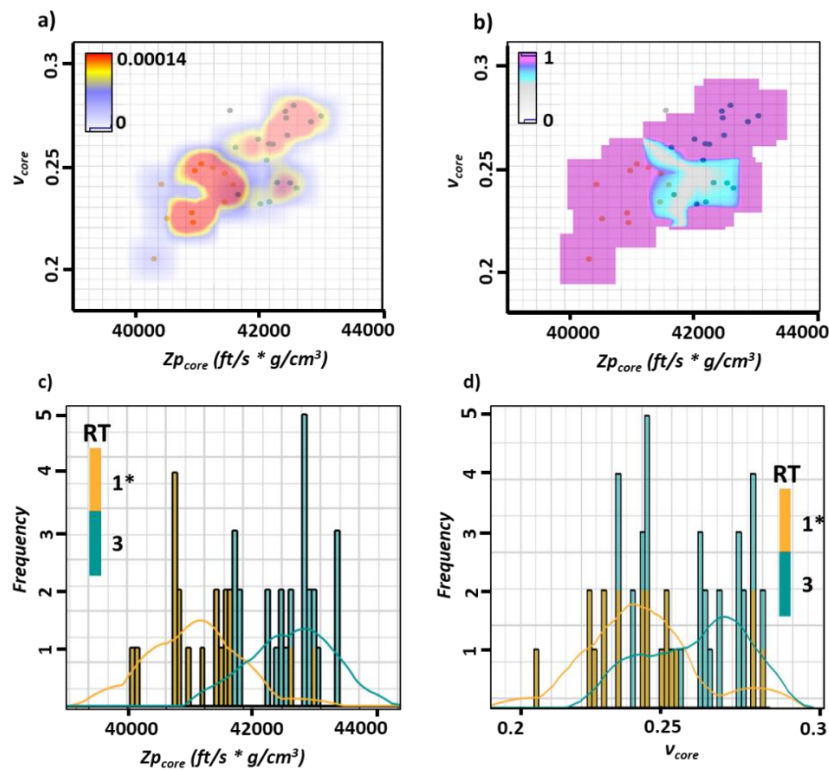 a)
0.00014
0
0.3
0.25
0.2
ν_core
40000 42000 44000
Zp_core (ft/s * g/cm³)
b)
1
0
0.3
0.25
0.2
ν_core
40000 42000 44000
Zp_core (ft/s * g/cm³)
c)
RT
1*
3
5
4
3
2
1
Frequency
40000 42000 44000
Zp_core (ft/s * g/cm³)
d)
RT
1*
3
5
4
3
2
1
Frequency
0.2 0.25 0.3
ν_core